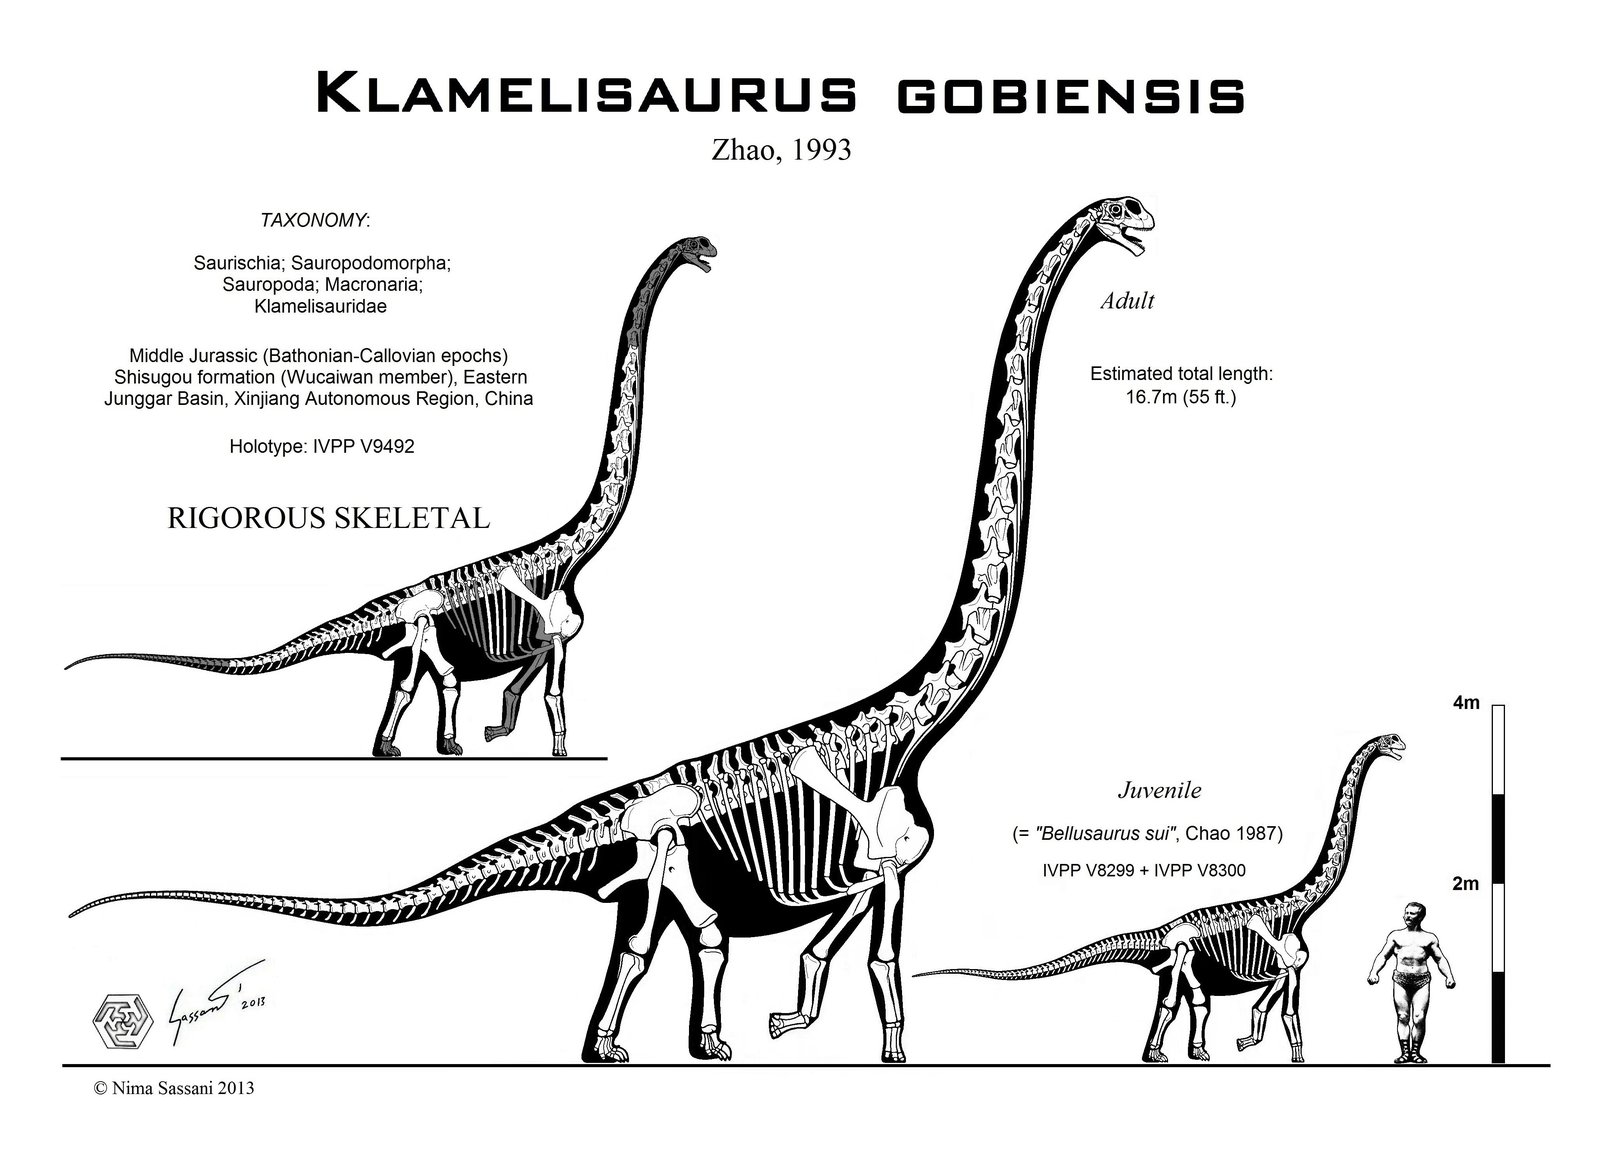 KLAMELISAURUS GOBIENSIS
Zhao, 1993
TAXONOMY:
Saurischia; Sauropodomorpha;
Sauropoda; Macronaria;
Klamelisauridae
Middle Jurassic (Bathonian-Callovian epochs)
Shisugou formation (Wucaiwan member), Eastern
Junggar Basin, Xinjiang Autonomous Region, China
Holotype: IVPP V9492
RIGOROUS SKELETAL
Adult
Estimated total length:
16.7m (55 ft.)
Juvenile
(= "Bellusaurus sui", Chao 1987)
IVPP V8299 + IVPP V8300
4m
2m
Sassani 2013
© Nima Sassani 2013